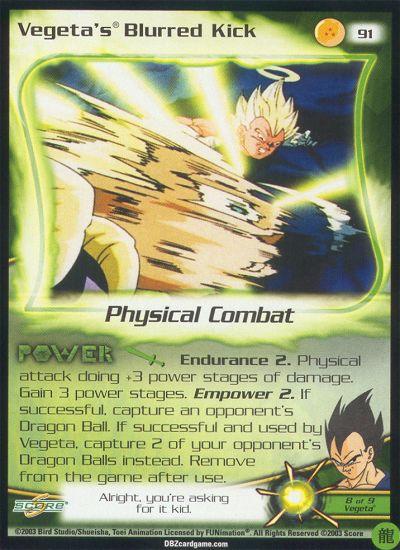 Vegeta's® Blurred Kick
91
Physical Combat
POWER Endurance 2. Physical
attack doing +3 power stages of damage.
Gain 3 power stages. Empower 2. If
successful, capture an opponent's
Dragon Ball. If successful and used by
Vegeta, capture 2 of your opponent's
Dragon Balls instead. Remove
from the game after use.
Alright, you're asking
for it kid.
SCORE
8 of 9
Vegeta
龍
©2003 Bird Studio/Shueisha, Toei Animation Licensed by FUNimation®. All Rights Reserved ©2003 Score
DBZcardgame.com